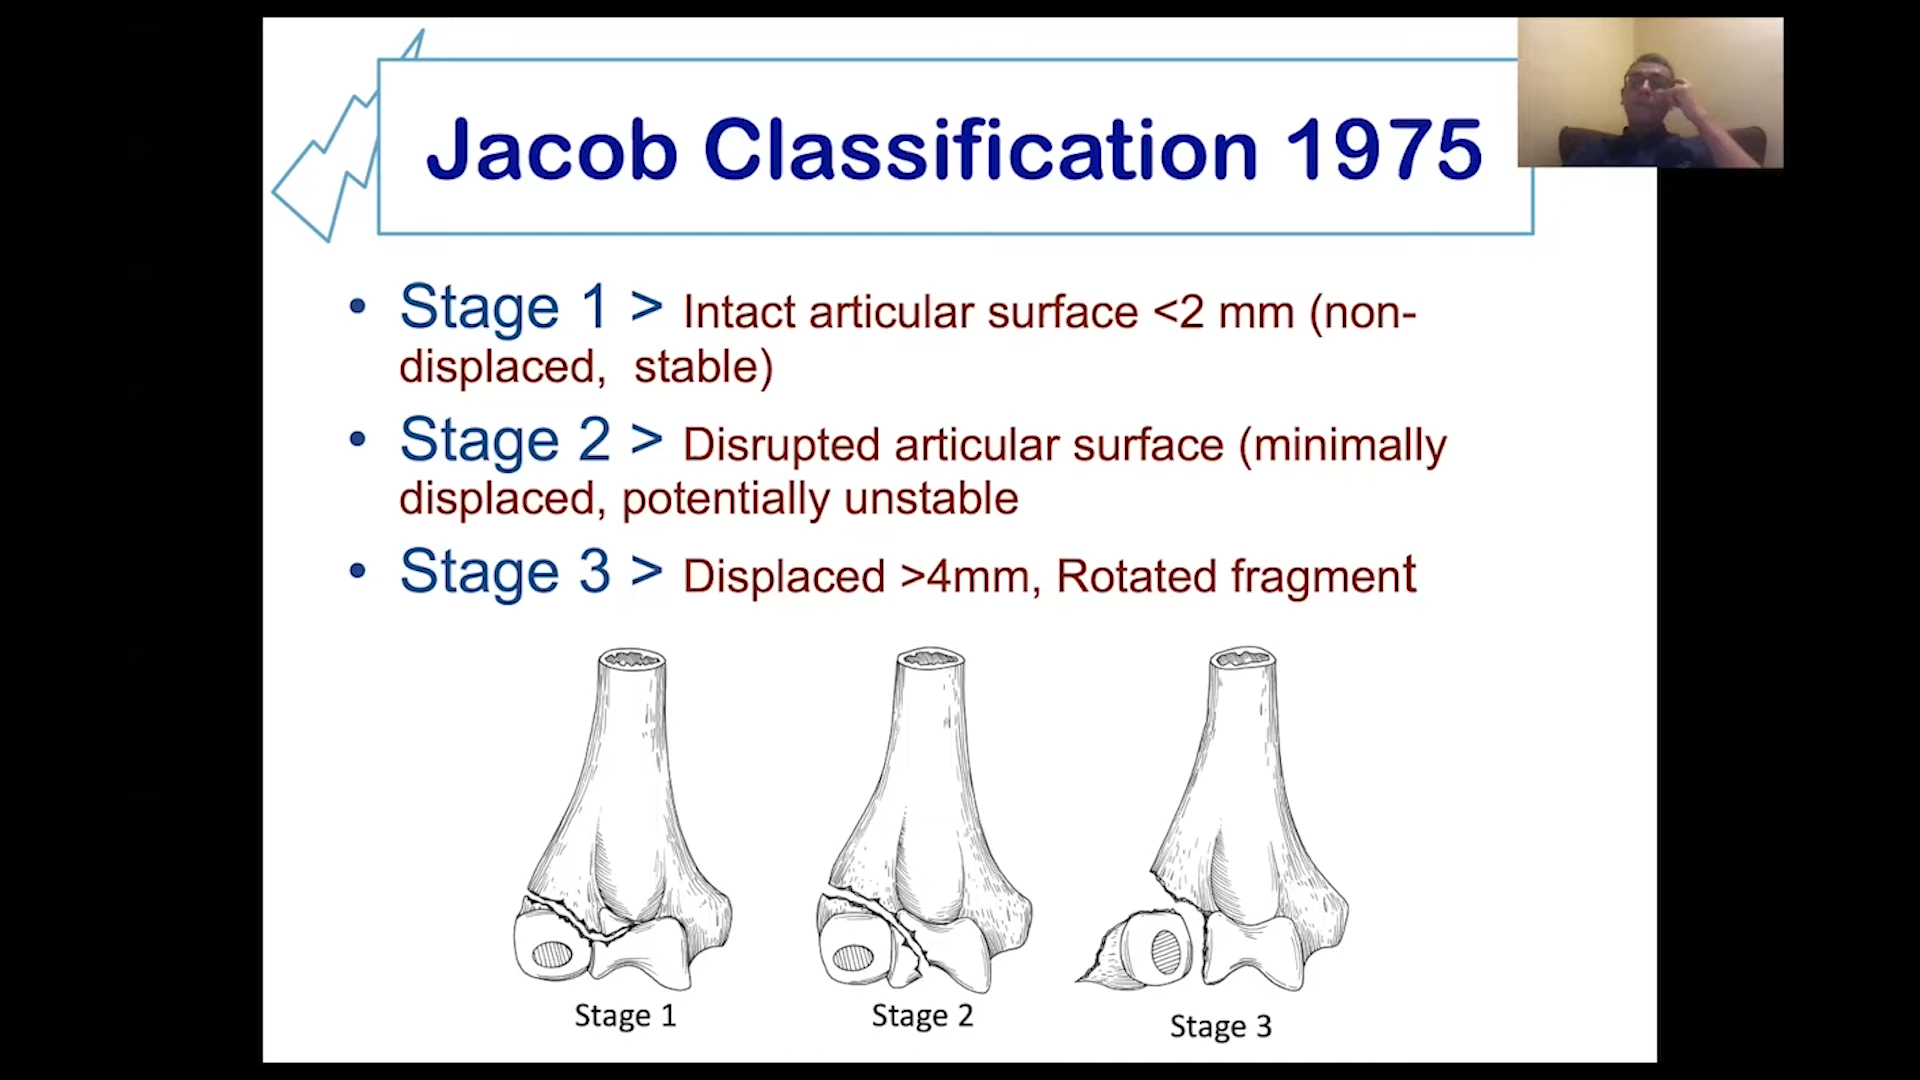 Jacob Classification 1975
• Stage 1 > Intact articular surface <2 mm (non-
displaced, stable)
• Stage 2 > Disrupted articular surface (minimally
displaced, potentially unstable
• Stage 3 > Displaced >4mm, Rotated fragment
Stage 1
Stage 2
Stage 3